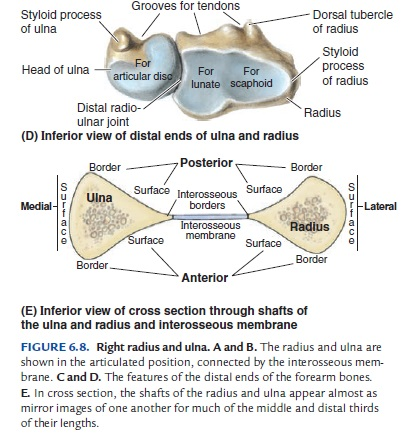 Styloid process
of ulna
Grooves for tendons
Dorsal tubercle
of radius
Head of ulna
For
articular disc
For
lunate
For
scaphoid
Styloid
process
of radius
Distal radio-
ulnar joint
Radius
(D) Inferior view of distal ends of ulna and radius
Border
Posterior
Border
Surface
Ulna
Surface
Interosseous
borders
Surface
Surface
Medial
Lateral
Interosseous
membrane
Radius
Surface
Surface
Border
Border
Anterior
(E) Inferior view of cross section through shafts of
the ulna and radius and interosseous membrane
FIGURE 6.8. Right radius and ulna. A and B. The radius and ulna are
shown in the articulated position, connected by the interosseous mem-
brane. C and D. The features of the distal ends of the forearm bones.
E. In cross section, the shafts of the radius and ulna appear almost as
mirror images of one another for much of the middle and distal thirds
of their lengths.